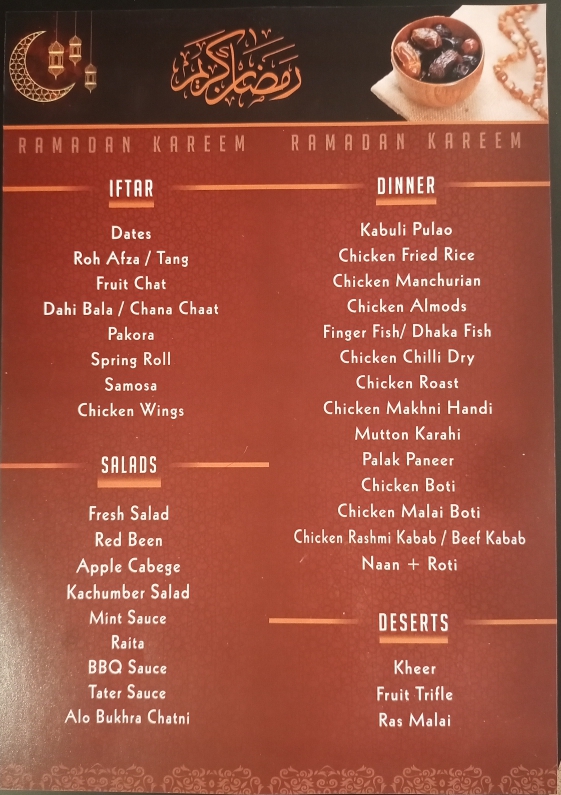 رمضان كريم
RAMADAN KAREEM
RAMADAN KAREEM
IFTAR
Dates
Roh Afza / Tang
Fruit Chat
Dahi Bala / Chana Chaat
Pakora
Spring Roll
Samosa
Chicken Wings
SALADS
Fresh Salad
Red Been
Apple Cabege
Kachumber Salad
Mint Sauce
Raita
BBQ Sauce
Tater Sauce
Alo Bukhra Chatni
DINNER
Kabuli Pulao
Chicken Fried Rice
Chicken Manchurian
Chicken Almods
Finger Fish/ Dhaka Fish
Chicken Chilli Dry
Chicken Roast
Chicken Makhni Handi
Mutton Karahi
Palak Paneer
Chicken Boti
Chicken Malai Boti
Chicken Rashmi Kabab / Beef Kabab
Naan + Roti
DESERTS
Kheer
Fruit Trifle
Ras Malai